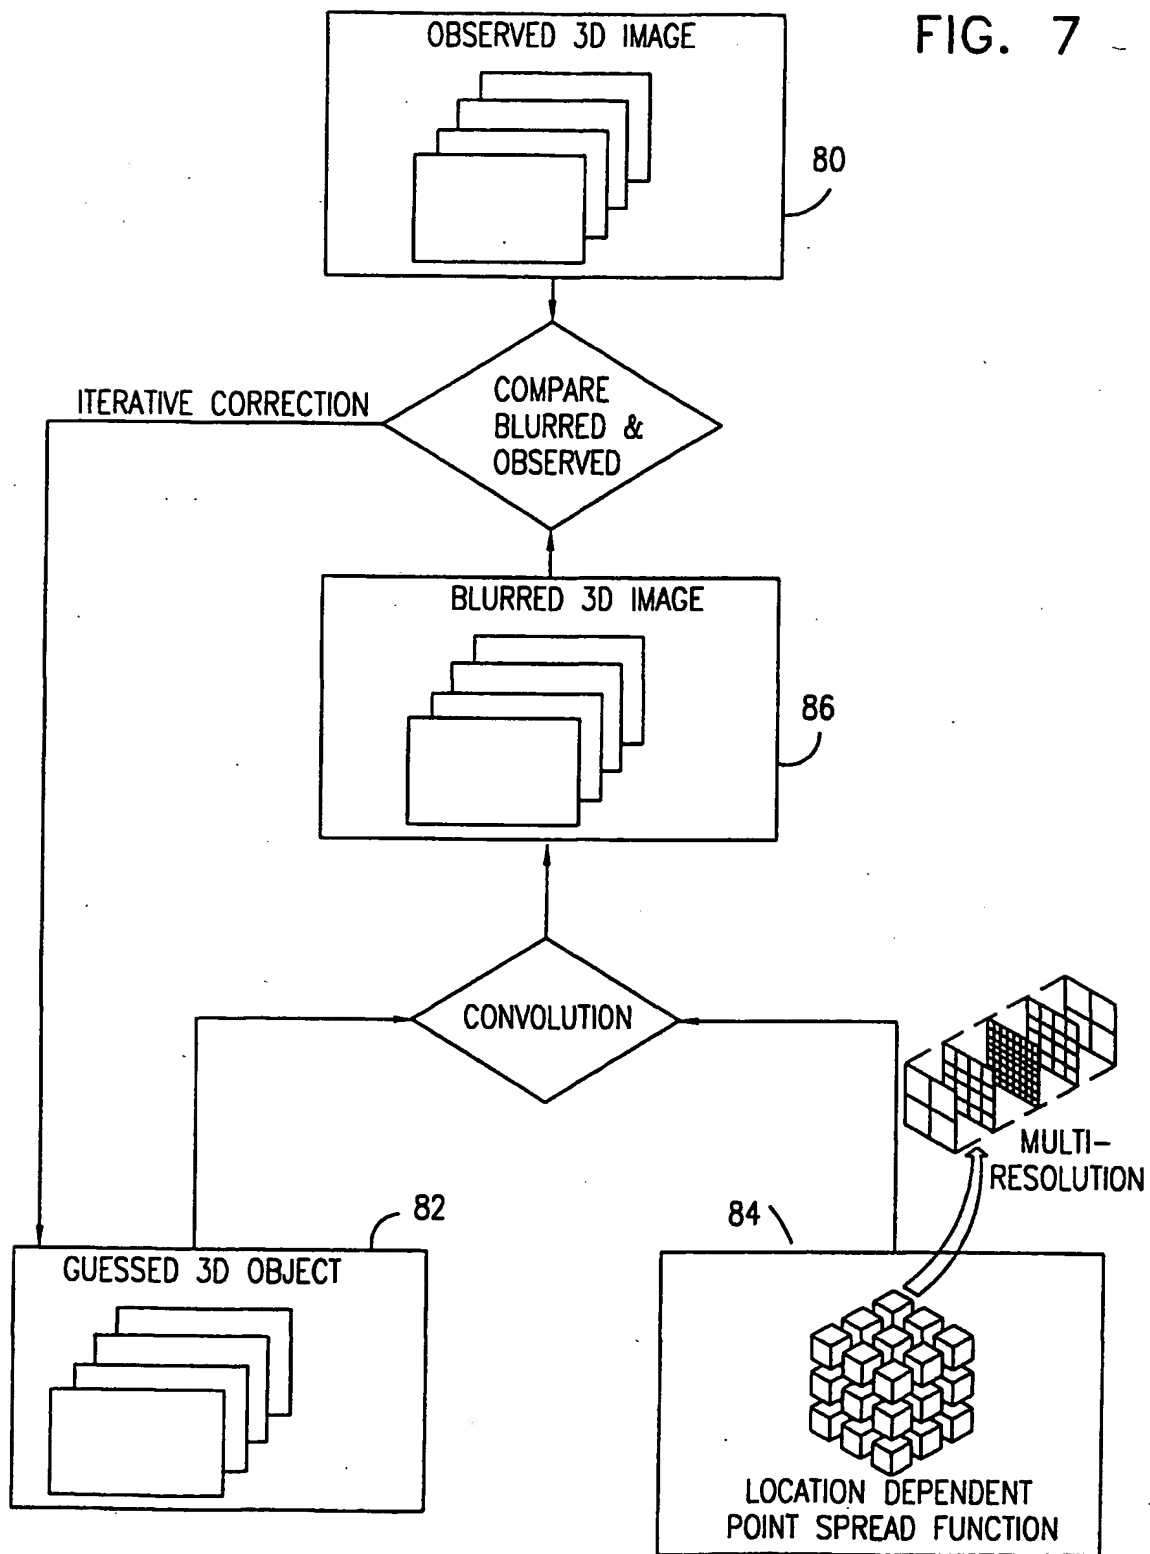 FIG. 7
OBSERVED 3D IMAGE
80
ITERATIVE CORRECTION
COMPARE
BLURRED &
OBSERVED
BLURRED 3D IMAGE
86
CONVOLUTION
MULTI-
RESOLUTION
82
84
GUESSED 3D OBJECT
LOCATION DEPENDENT
POINT SPREAD FUNCTION